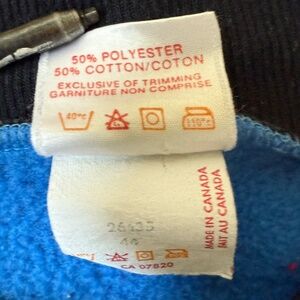 50% POLYESTER
50% COTTON/COTON
EXCLUSIVE OF TRIMMING
GARNITURE NON COMPRISE
40°C
MADE IN CANADA
FAIT AU CANADA
CA 07820